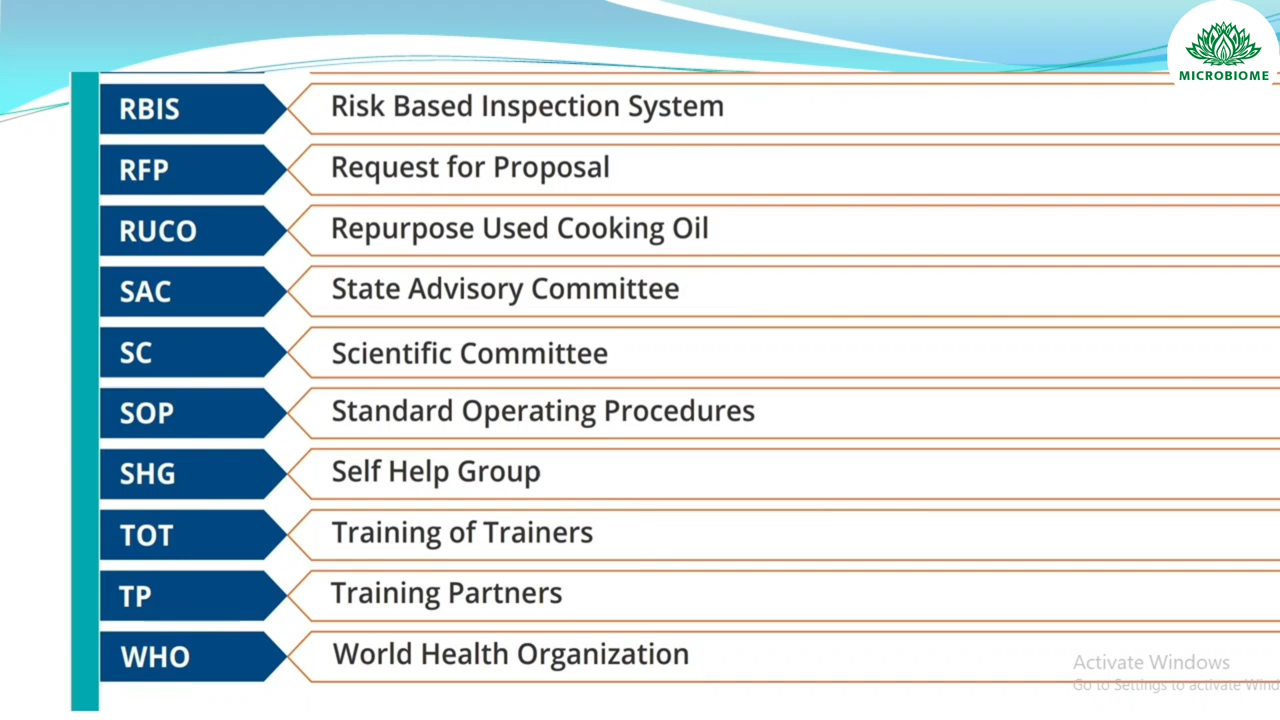 MICROBIOME
RBIS Risk Based Inspection System
RFP Request for Proposal
RUCO Repurpose Used Cooking Oil
SAC State Advisory Committee
SC Scientific Committee
SOP Standard Operating Procedures
SHG Self Help Group
TOT Training of Trainers
TP Training Partners
WHO World Health Organization
Activate Windows
Go to Settings to activate Wind